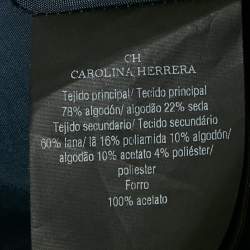 CH
CAROLINA HERRERA
Tejido principal/ Tecido principal
78% algodón/ algodão 22% seda
Tejido secundario/ Tecido secundário
60% lana/ lã 16% poliamida 10% algodón/
algodão 10% acetato 4% poliéster/
poliester
Forro
100% acetato